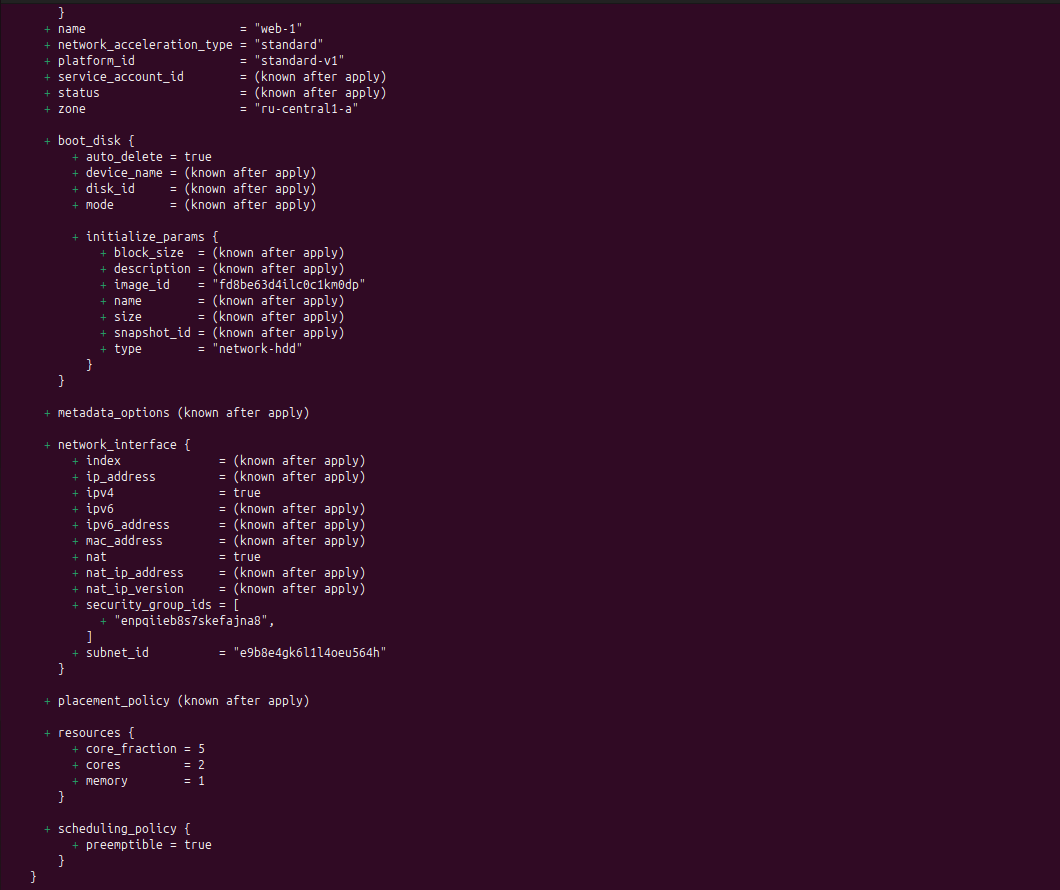 }
    + name                      = "web-1"
    + network_acceleration_type = "standard"
    + platform_id               = "standard-v1"
    + service_account_id        = (known after apply)
    + status                    = (known after apply)
    + zone                      = "ru-central1-a"

    + boot_disk {
        + auto_delete = true
        + device_name = (known after apply)
        + disk_id     = (known after apply)
        + mode        = (known after apply)

        + initialize_params {
            + block_size  = (known after apply)
            + description = (known after apply)
            + image_id    = "fd8be63d4ilc0c1km0dp"
            + name        = (known after apply)
            + size        = (known after apply)
            + snapshot_id = (known after apply)
            + type        = "network-hdd"
          }
      }

    + metadata_options (known after apply)

    + network_interface {
        + index              = (known after apply)
        + ip_address         = (known after apply)
        + ipv4               = true
        + ipv6               = (known after apply)
        + ipv6_address       = (known after apply)
        + mac_address        = (known after apply)
        + nat                = true
        + nat_ip_address     = (known after apply)
        + nat_ip_version     = (known after apply)
        + security_group_ids = [
            + "enpqiieb8s7skefajna8",
          ]
        + subnet_id          = "e9b8e4gk6l1l4oeu564h"
      }

    + placement_policy (known after apply)

    + resources {
        + core_fraction = 5
        + cores         = 2
        + memory        = 1
      }

    + scheduling_policy {
        + preemptible = true
      }
  }